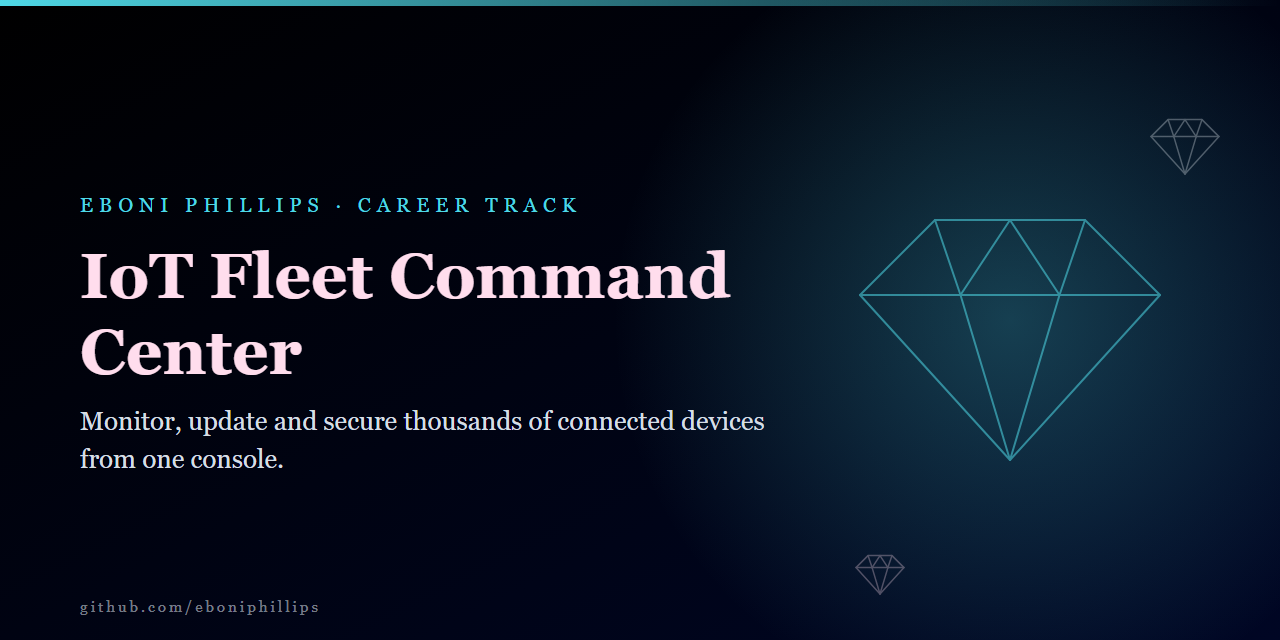 EBONI PHILLIPS · CAREER TRACK
IoT Fleet Command
Center
Monitor, update and secure thousands of connected devices
from one console.
github.com/eboniphillips